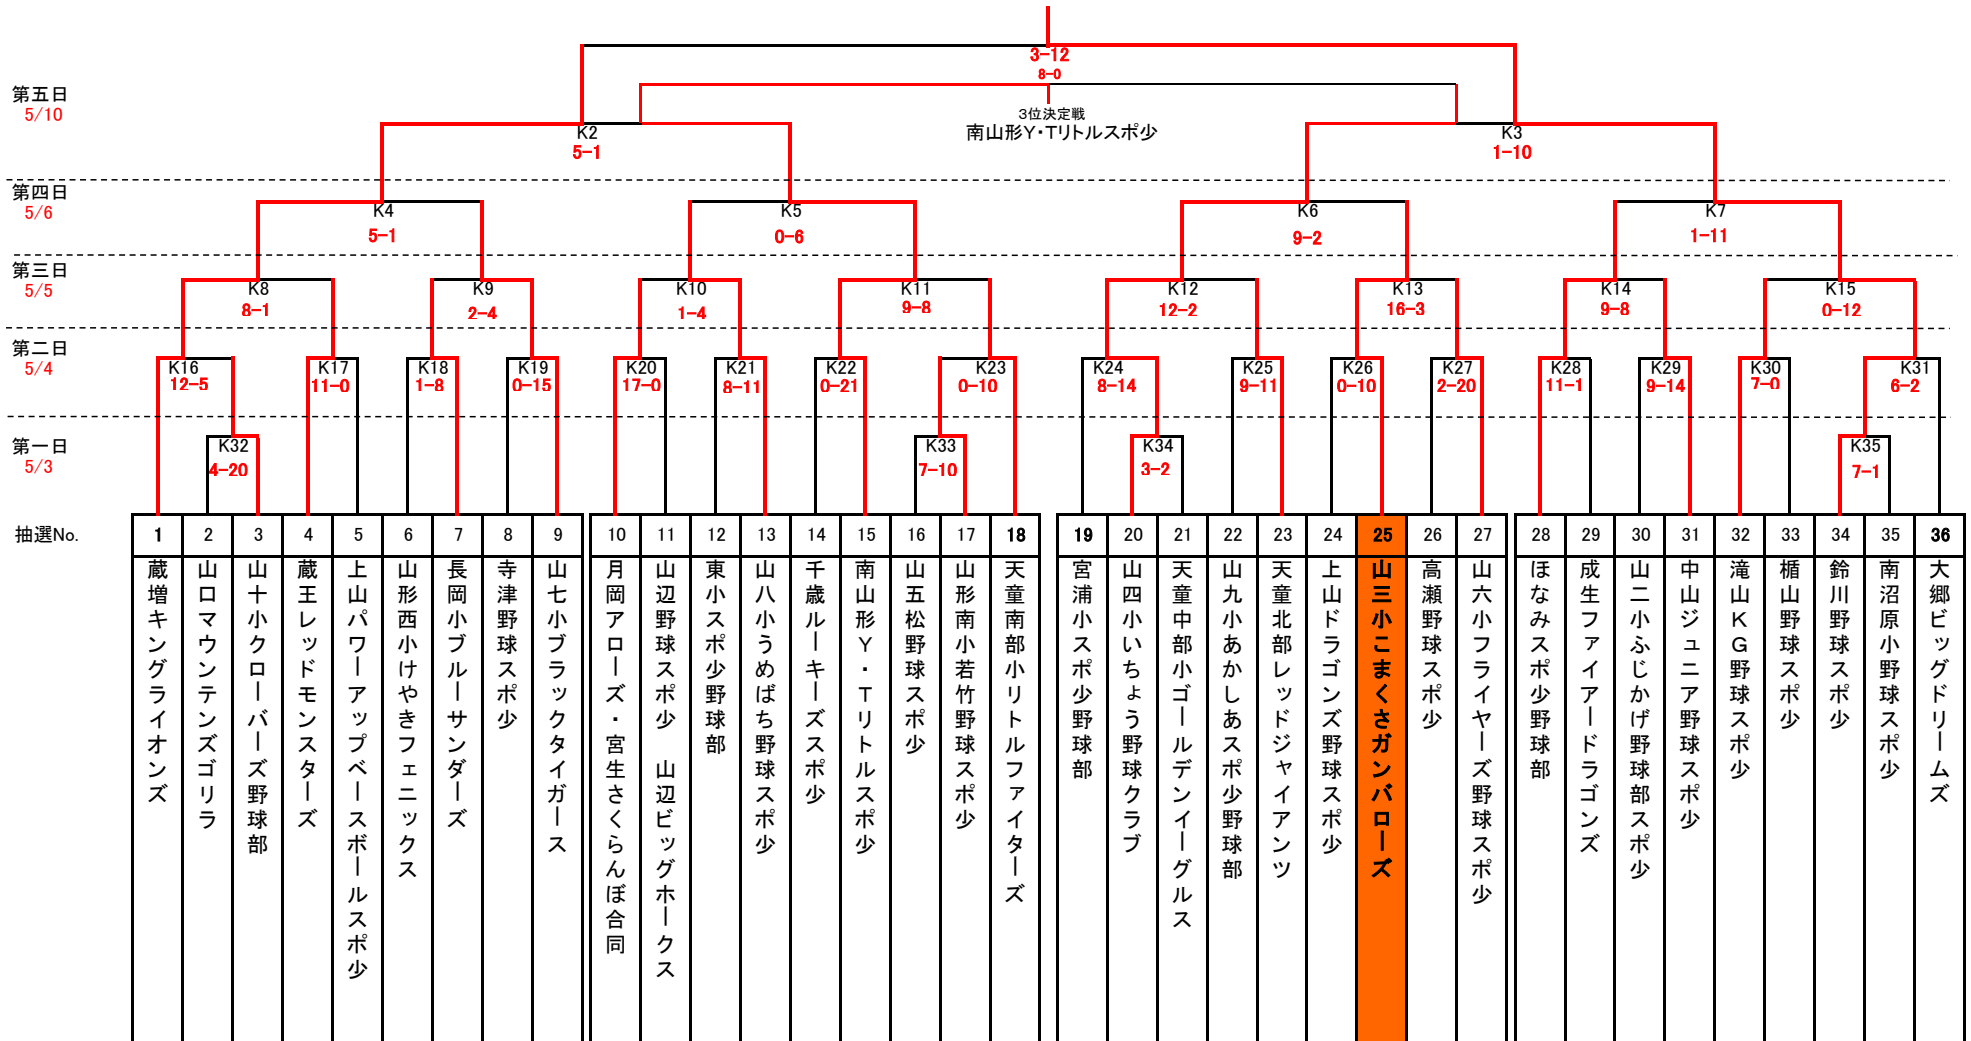 3-12
8-0
第五日
5/10
3位決定戦
南山形Y・Tリトルスポ少
K2
5-1
K3
1-10
第四日
5/6
K4
5-1
K5
0-6
K6
9-2
K7
1-11
第三日
5/5
K8
8-1
K9
2-4
K10
1-4
K11
9-8
K12
12-2
K13
16-3
K14
9-8
K15
0-12
第二日
5/4
K16
12-5
K17
11-0
K18
1-8
K19
0-15
K20
17-0
K21
8-11
K22
0-21
K23
0-10
K24
8-14
K25
9-11
K26
0-10
K27
2-20
K28
11-1
K29
9-14
K30
7-0
K31
6-2
第一日
5/3
K32
4-20
K33
7-10
K34
3-2
K35
7-1
抽選No.
1
蔵増キングライオンズ
2
山口マウンテンズゴリラ
3
山十小クローバーズ野球部
4
蔵王レッドモンスターズ
5
上山パワーアップベースボールスポ少
6
山形西小けやきフェニックス
7
長岡小ブルーサンダーズ
8
寺津野球スポ少
9
山七小ブラックタイガース
10
月岡アローズ・宮生さくらんぼ合同
11
山辺野球スポ少　山辺ビッグホークス
12
東小スポ少野球部
13
山八小うめばち野球スポ少
14
千歳ルーキーズスポ少
15
南山形Y・Tリトルスポ少
16
山五松野球スポ少
17
山形南小若竹野球スポ少
18
天童南部小リトルファイターズ
19
宮浦小スポ少野球部
20
山四小いちょう野球クラブ
21
天童中部小ゴールデンイーグルス
22
山九小あかしあスポ少野球部
23
天童北部レッドジャイアンツ
24
上山ドラゴンズ野球スポ少
25
山三小こまくさガンバローズ
26
高瀬野球スポ少
27
山六小フライヤーズ野球スポ少
28
ほなみスポ少野球部
29
成生ファイアードラゴンズ
30
山二小ふじかげ野球部スポ少
31
中山ジュニア野球スポ少
32
滝山KG野球スポ少
33
楯山野球スポ少
34
鈴川野球スポ少
35
南沼原小野球スポ少
36
大郷ビッグドリームズ